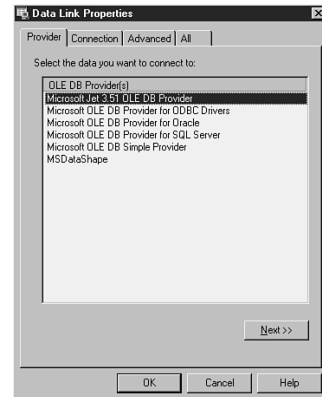 Data Link Properties
Provider Connection Advanced All
Select the data you want to connect to:
OLE DB Provider(s)
Microsoft Jet 3.51 OLE DB Provider
Microsoft OLE DB Provider for ODBC Drivers
Microsoft OLE DB Provider for Oracle
Microsoft OLE DB Provider for SQL Server
Microsoft OLE DB Simple Provider
MSDataShape
Next >>
OK Cancel Help